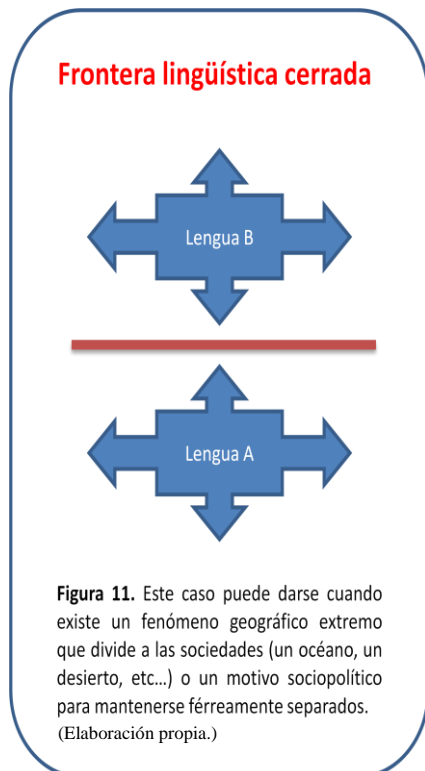 Frontera lingüística cerrada
Lengua B
Lengua A
Figura 11. Este caso puede darse cuando
existe un fenómeno geográfico extremo
que divide a las sociedades (un océano, un
desierto, etc...) o un motivo sociopolítico
para mantenerse férreamente separados.
(Elaboración propia.)